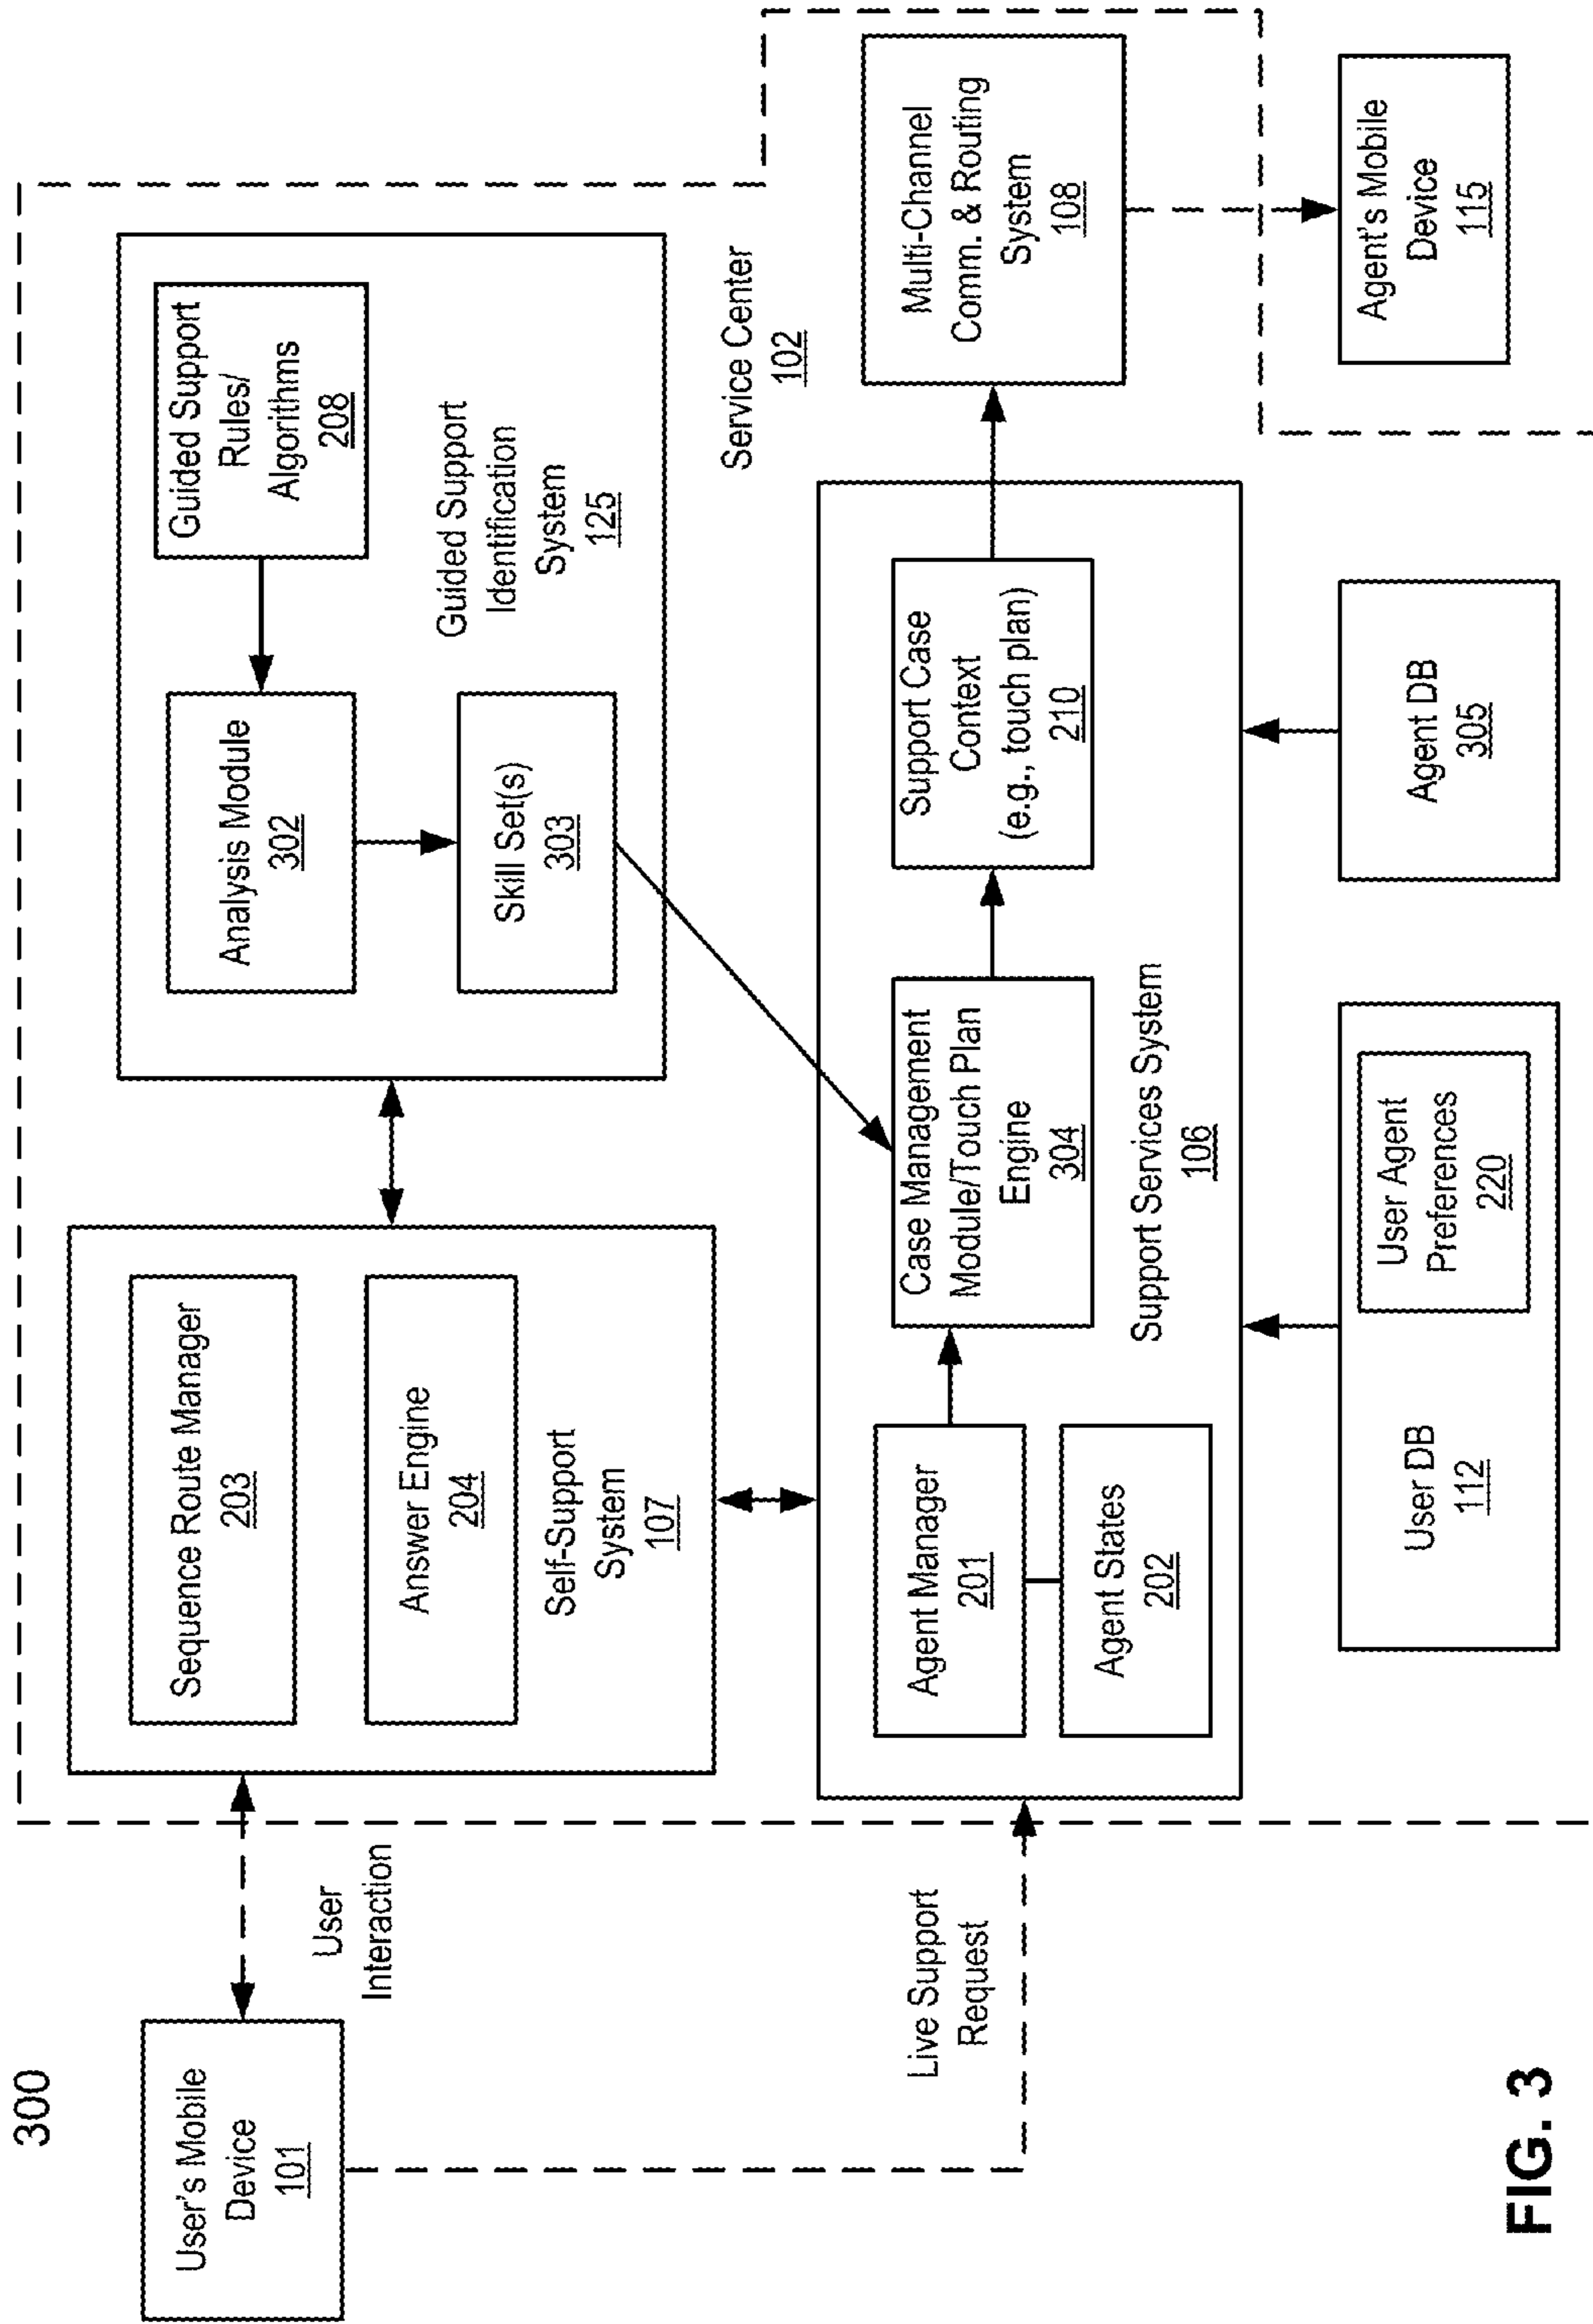 300
User's Mobile
Device
101
User
Interaction
Live Support
Request
Sequence Route Manager
203
Answer Engine
204
Self-Support
System
107
Guided Support
Rules/
Algorithms
208
Analysis Module
302
Skill Set(s)
303
Guided Support
Identification
System
125
Service Center
102
Agent Manager
201
Agent States
202
Case Management
Module/Touch Plan
Engine
304
Support Case
Context
(e.g., touch plan)
210
Support Services System
106
Multi-Channel
Comm. & Routing
System
108
User DB
112
User Agent
Preferences
220
Agent DB
305
Agent's Mobile
Device
115
FIG. 3